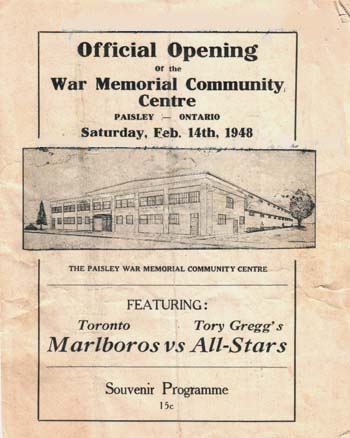 Official Opening
Of the
War Memorial Community
Centre
PAISLEY — ONTARIO
Saturday, Feb. 14th, 1948
THE PAISLEY WAR MEMORIAL COMMUNITY CENTRE
FEATURING:
Toronto Tory Gregg's
Marlboros vs All-Stars
Souvenir Programme
15c